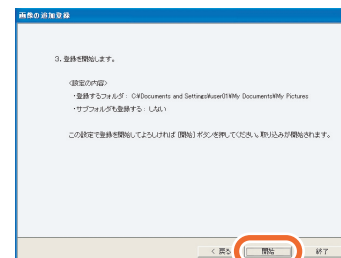 画像の追加登録
3. 登録を開始します。
<設定の内容>
・登録するフォルダ: C:¥Documents and Settings¥user01¥My Documents¥My Pictures
・サブフォルダも登録する: しない
この設定で登録を開始してよろしければ [開始] ボタンを押してください。取り込みが開始されます。
< 戻る 開始 終了